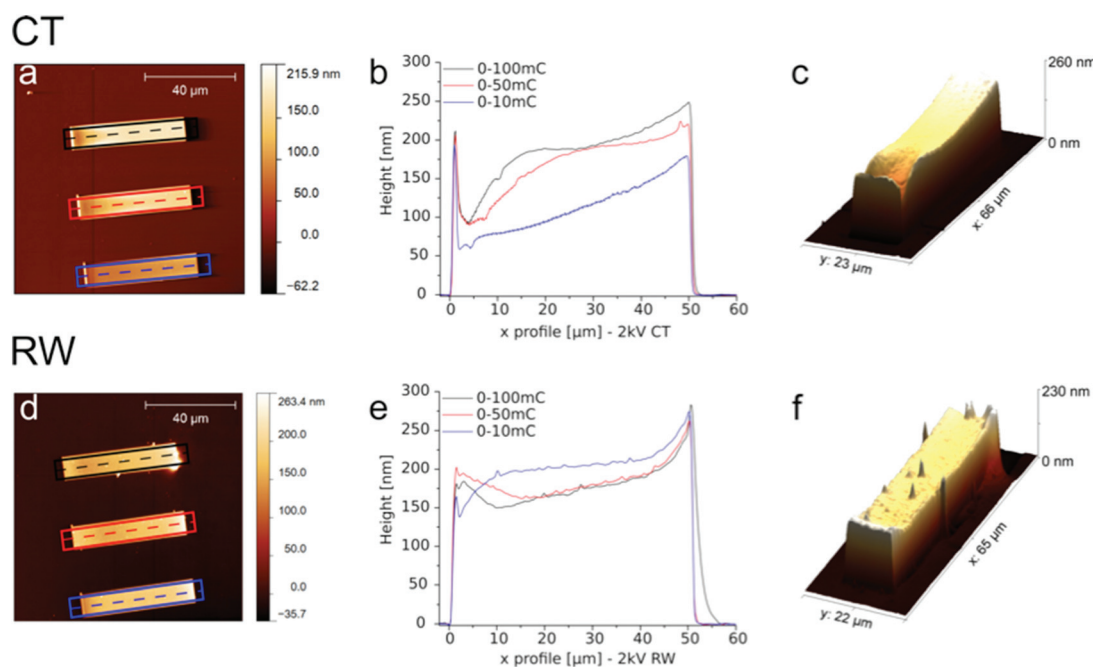 CT
a
40 µm
215.9 nm
150.0
100.0
50.0
0.0
−62.2
b
0-100mC
0-50mC
0-10mC
300
250
200
150
100
50
0
Height [nm]
0 10 20 30 40 50 60
x profile [µm] - 2kV CT
c
260 nm
0 nm
x: 66 µm
y: 23 µm
RW
d
40 µm
263.4 nm
200.0
150.0
100.0
50.0
0.0
−35.7
e
0-100mC
0-50mC
0-10mC
300
250
200
150
100
50
0
Height [nm]
0 10 20 30 40 50 60
x profile [µm] - 2kV RW
f
230 nm
0 nm
x: 65 µm
y: 22 µm